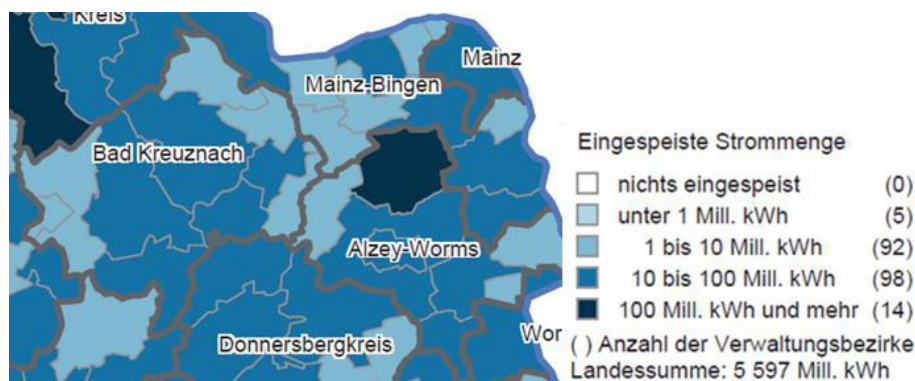 Kreis
Mainz
Mainz-Bingen
Bad Kreuznach
Alzey-Worms
Donnersbergkreis
Wor
Eingespeiste Strommenge
nichts eingespeist (0)
unter 1 Mill. kWh (5)
1 bis 10 Mill. kWh (92)
10 bis 100 Mill. kWh (98)
100 Mill. kWh und mehr (14)
( ) Anzahl der Verwaltungsbezirke
Landessumme: 5 597 Mill. kWh